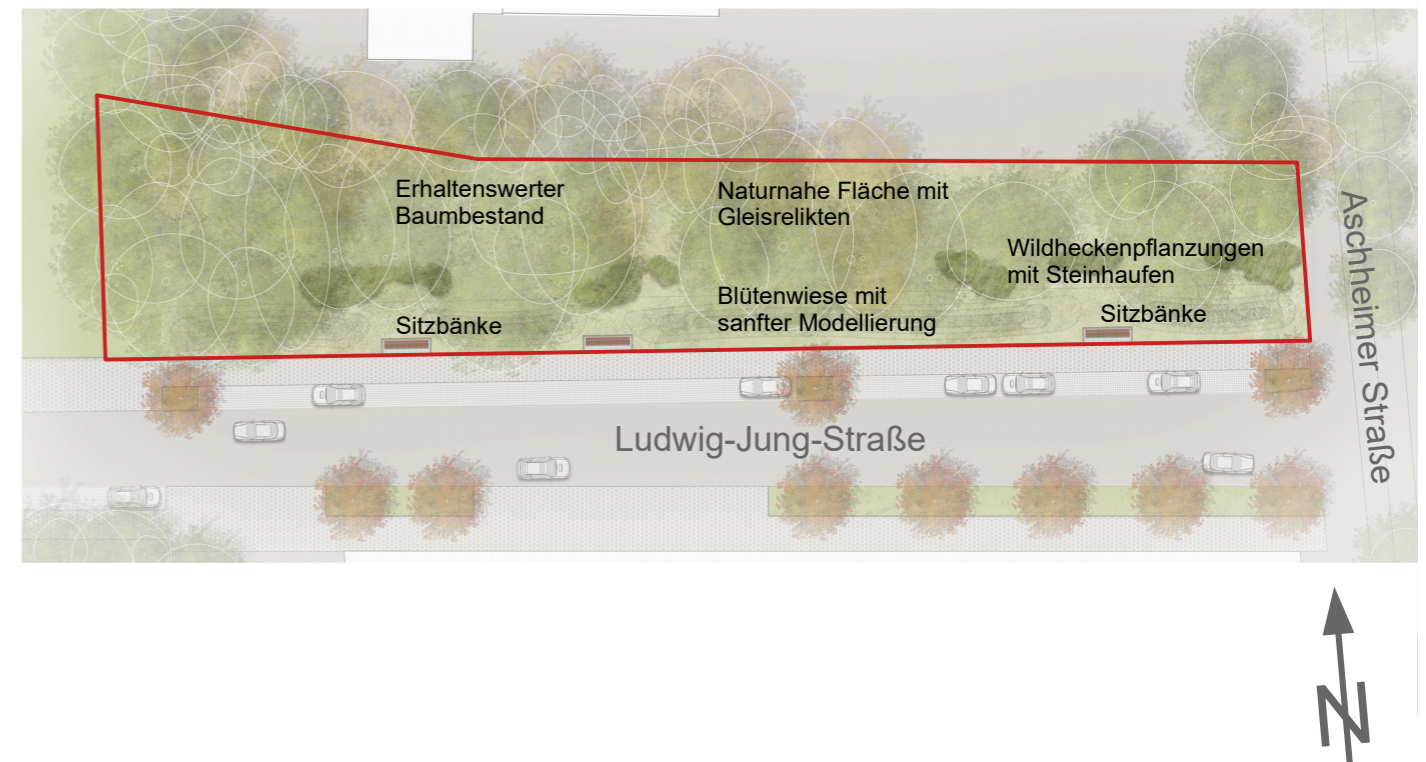 Erhaltenswerter
Baumbestand
Naturnahe Fläche mit
Gleisrelikten
Wildheckenpflanzungen
mit Steinhaufen
Blütenwiese mit
sanfter Modellierung
Sitzbänke
Sitzbänke
Aschheimer Straße
Ludwig-Jung-Straße
N